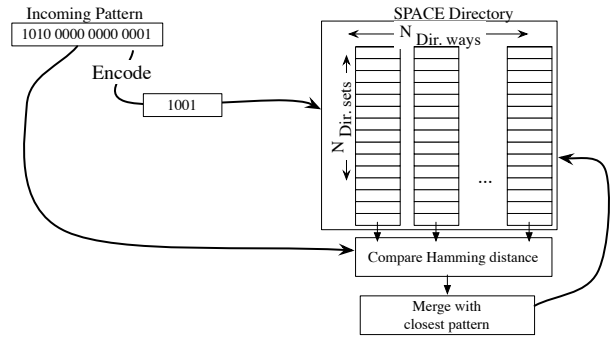 Incoming Pattern
1010 0000 0000 0001
Encode
1001
SPACE Directory
N Dir. ways
N Dir. sets
...
Compare Hamming distance
Merge with
closest pattern